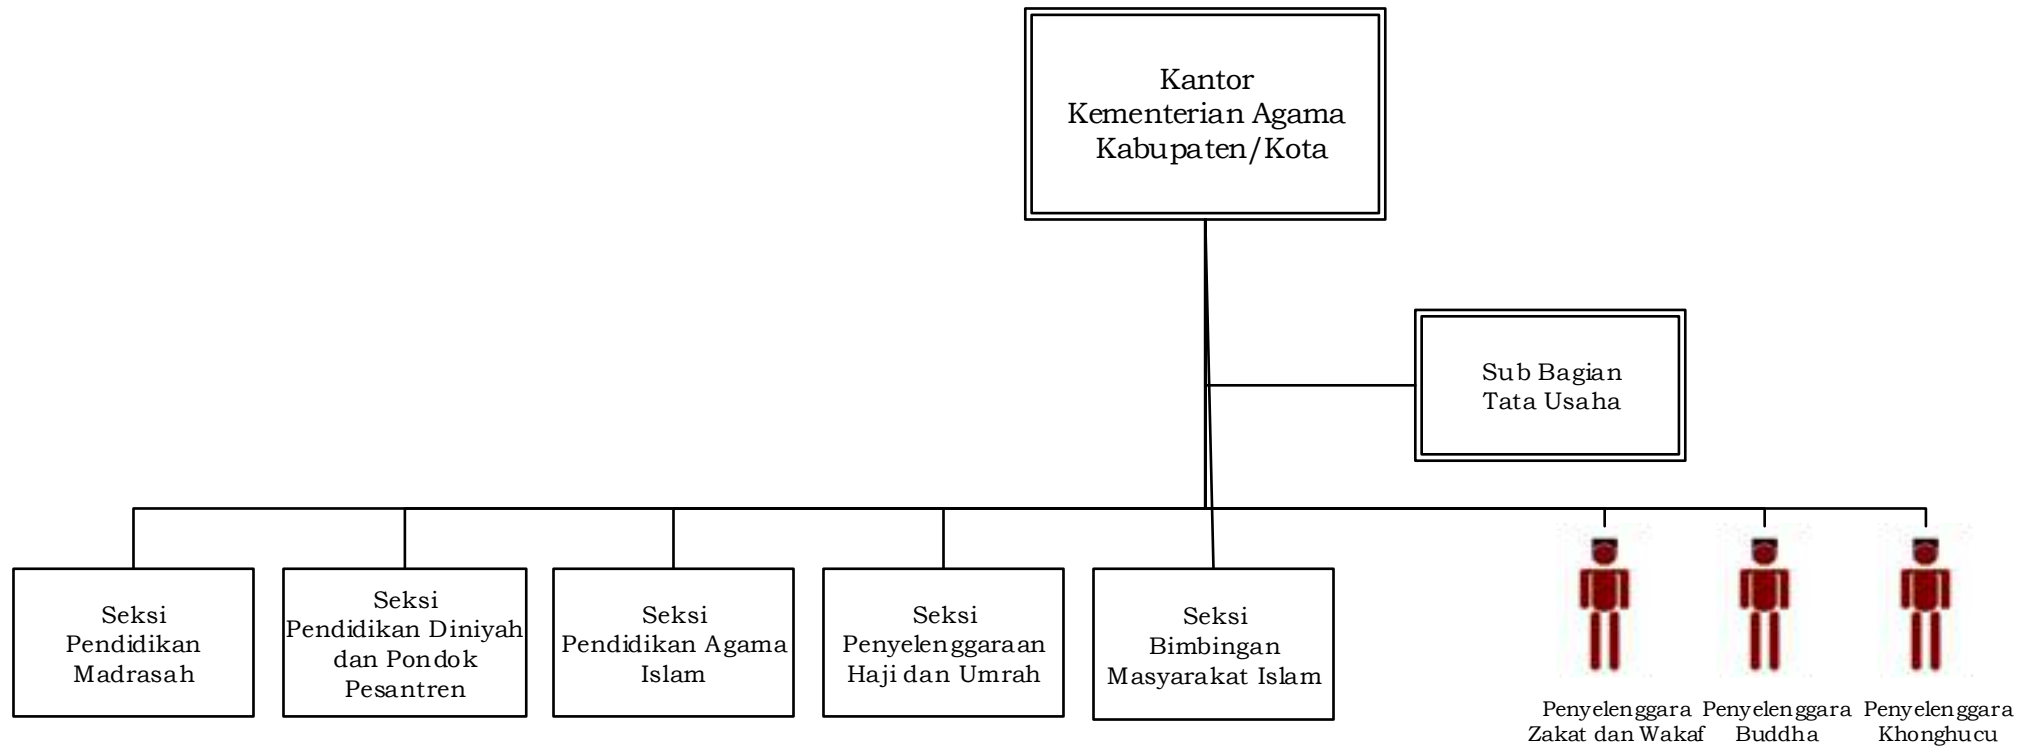 Kantor
Kementerian Agama
Kabupaten/Kota
Sub Bagian
Tata Usaha
Seksi
Pendidikan
Madrasah
Seksi
Pendidikan Diniyah
dan Pondok
Pesantren
Seksi
Pendidikan Agama
Islam
Seksi
Penyelenggaraan
Haji dan Umrah
Seksi
Bimbingan
Masyarakat Islam
Penyelenggara
Zakat dan Wakaf
Penyelenggara
Buddha
Penyelenggara
Khonghucu